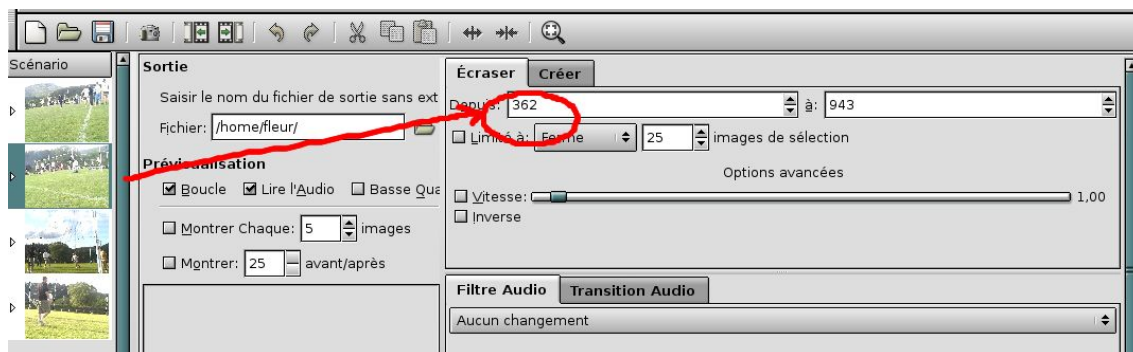 Scénario
Sortie
Saisir le nom du fichier de sortie sans ext
Fichier: /home/fleur/
Prévisualisation
Boucle Lire l'Audio Basse Qua
Montrer Chaque: 5 images
Montrer: 25 avant/après
Écraser Créer
Depuis: 362 à: 943
Limité à: Ferme 25 images de sélection
Options avancées
Vitesse: 1,00
Inverse
Filtre Audio Transition Audio
Aucun changement